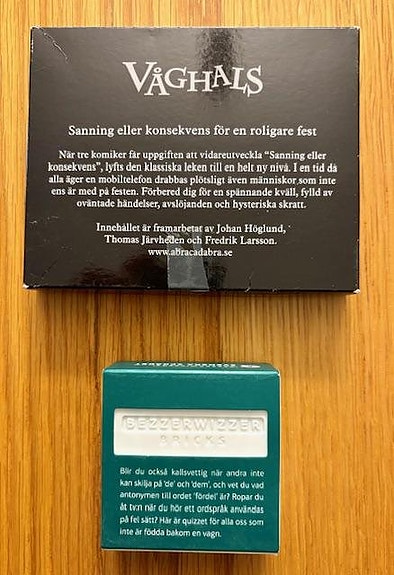 VÅGHALS
Sanning eller konsekvens för en roligare fest
När tre komiker får uppgiften att vidareutveckla "Sanning eller
konsekvens", lyfts den klassiska leken till en helt ny nivå. I en tid då
alla äger en mobiltelefon drabbas plötsligt även människor som inte
ens är med på festen. Förbered dig för en spännande kväll, fylld av
oväntade händelser, avslöjanden och hysteriska skratt.
Innehållet är framarbetat av Johan Höglund,
Thomas Järvheden och Fredrik Larsson.
www.abracadabra.se
BEZZERWIZZER
BRICKS
Blir du också kallsvettig när andra inte
kan skilja på 'de' och 'dem', och vet du vad
antonymen till ordet 'fördel' är? Ropar du
åt tv:n när du hör ett ordspråk användas
på fel sätt? Här är quizzet för alla oss som
inte är födda bakom en vagn.